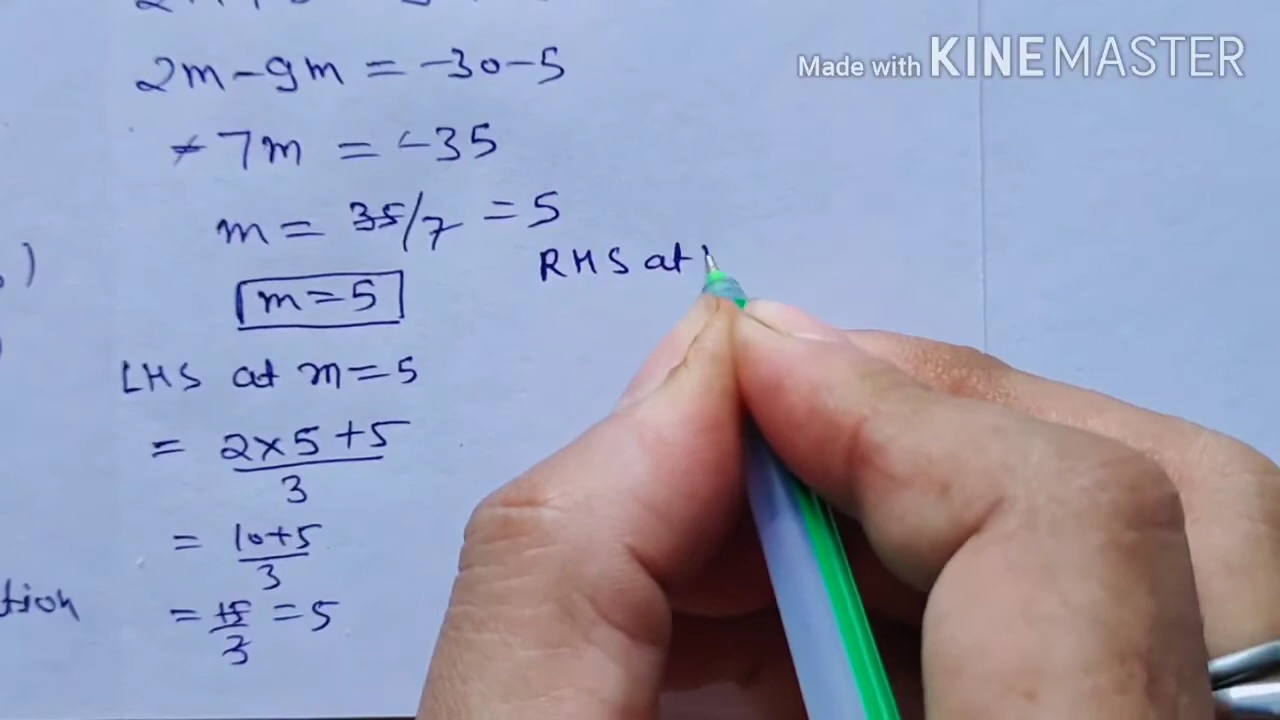 Made with KINEMASTER
2m-9m = -30-5
-7m = -35
m = 35/7 = 5
m=5
RHS at
LHS at m=5
= 2×5+5
3
= 10+5
3
= 15 = 5
3
tion